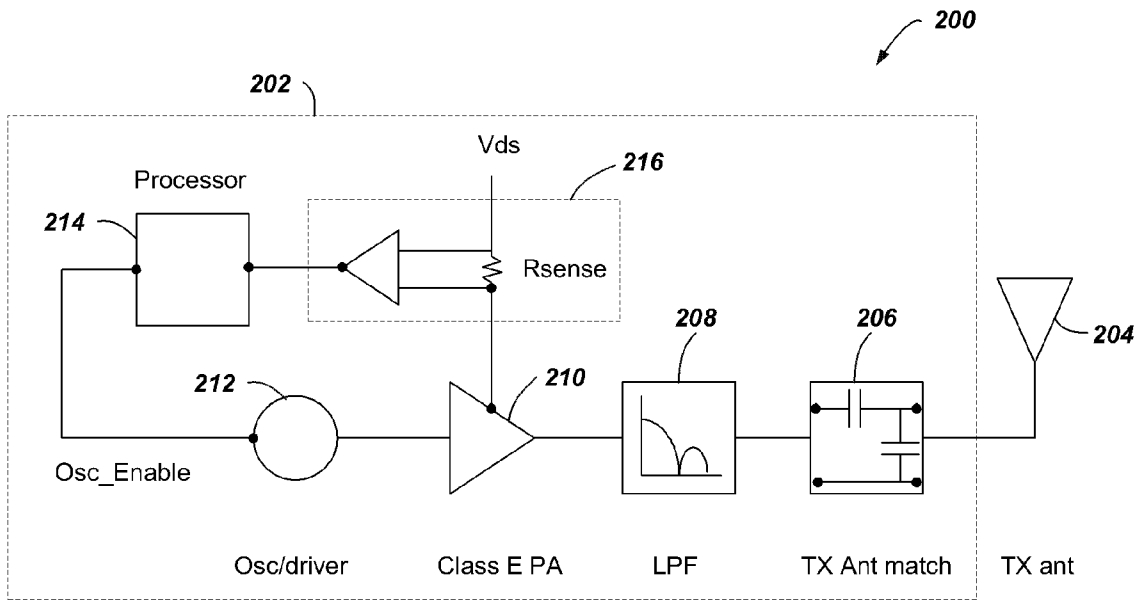 200
202
Vds
216
Processor
214
Rsense
208
206
204
212
210
Osc_Enable
Osc/driver
Class E PA
LPF
TX Ant match
TX ant